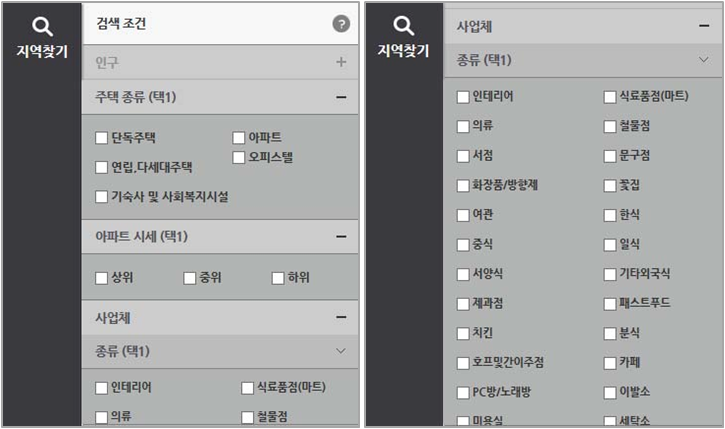 지역찾기
검색 조건 ?
인구 +
주택 종류 (택1) −
단독주택 아파트
연립,다세대주택 오피스텔
기숙사 및 사회복지시설
아파트 시세 (택1) −
상위 중위 하위
사업체 −
종류 (택1)
인테리어 식료품점(마트)
의류 철물점
지역찾기
사업체 −
종류 (택1)
인테리어 식료품점(마트)
의류 철물점
서점 문구점
화장품/방향제 꽃집
여관 한식
중식 일식
서양식 기타외국식
제과점 패스트푸드
치킨 분식
호프및간이주점 카페
PC방/노래방 이발소
미용실 세탁소